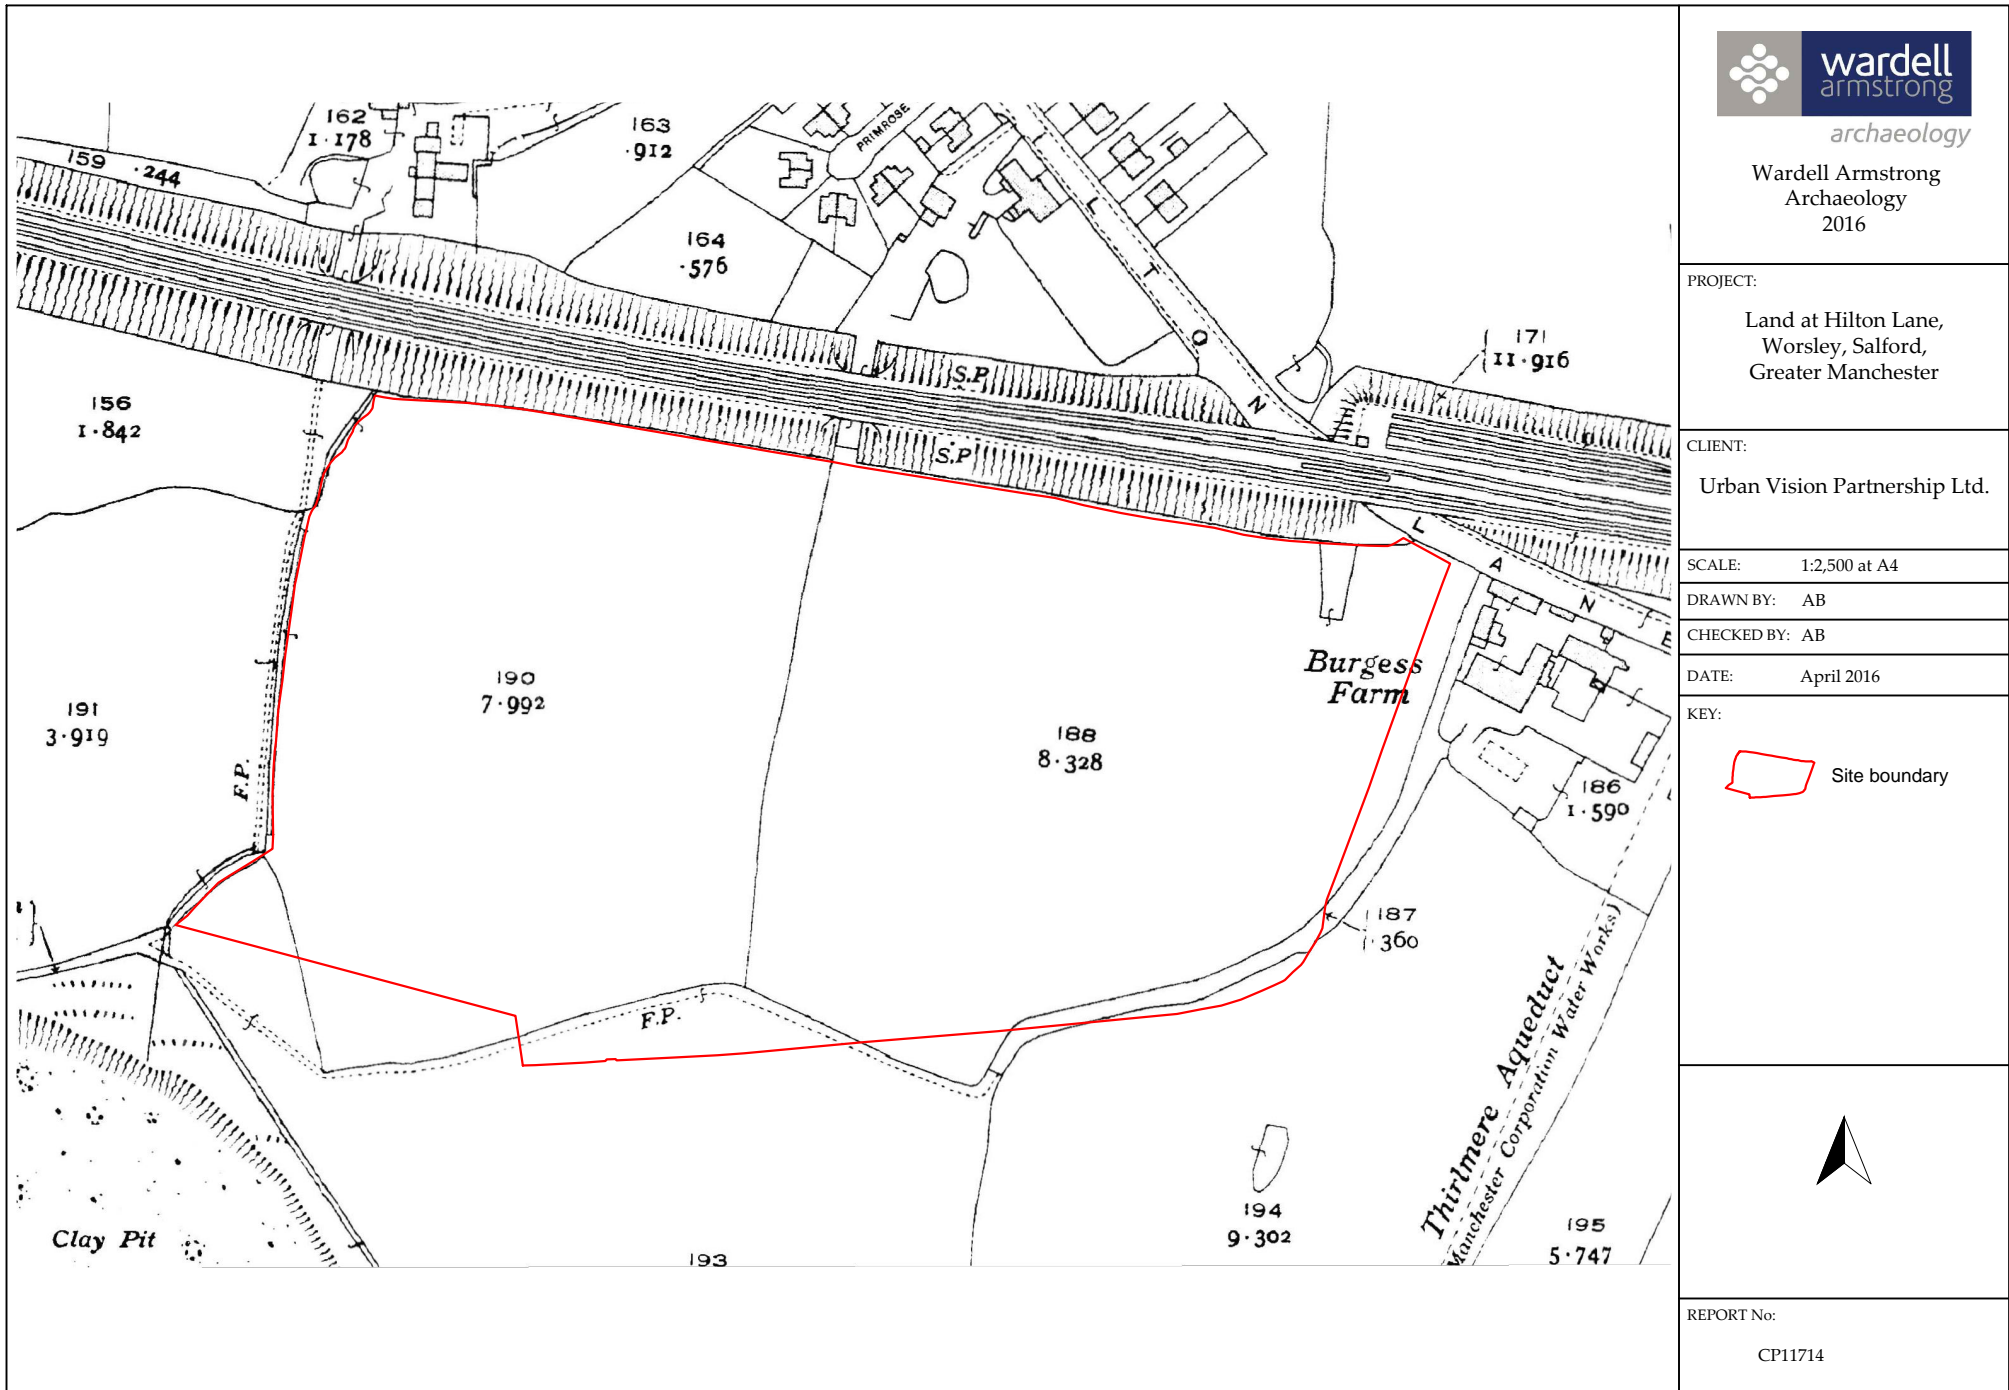 162
1·178
163
·912
PRIMROSE
159
·244
164
·576
HILTON LANE
S.P
S.P
171
11·916
156
1·842
190
7·992
191
3·919
F.P.
188
8·328
Burgess
Farm
186
1·590
187
·360
F.P.
Thirlmere Aqueduct
Manchester Corporation Water Works)
Clay Pit
193
194
9·302
195
5·747
wardell
armstrong
archaeology
Wardell Armstrong
Archaeology
2016
PROJECT:
Land at Hilton Lane,
Worsley, Salford,
Greater Manchester
CLIENT:
Urban Vision Partnership Ltd.
SCALE: 1:2,500 at A4
DRAWN BY: AB
CHECKED BY: AB
DATE: April 2016
KEY:
Site boundary
REPORT No:
CP11714